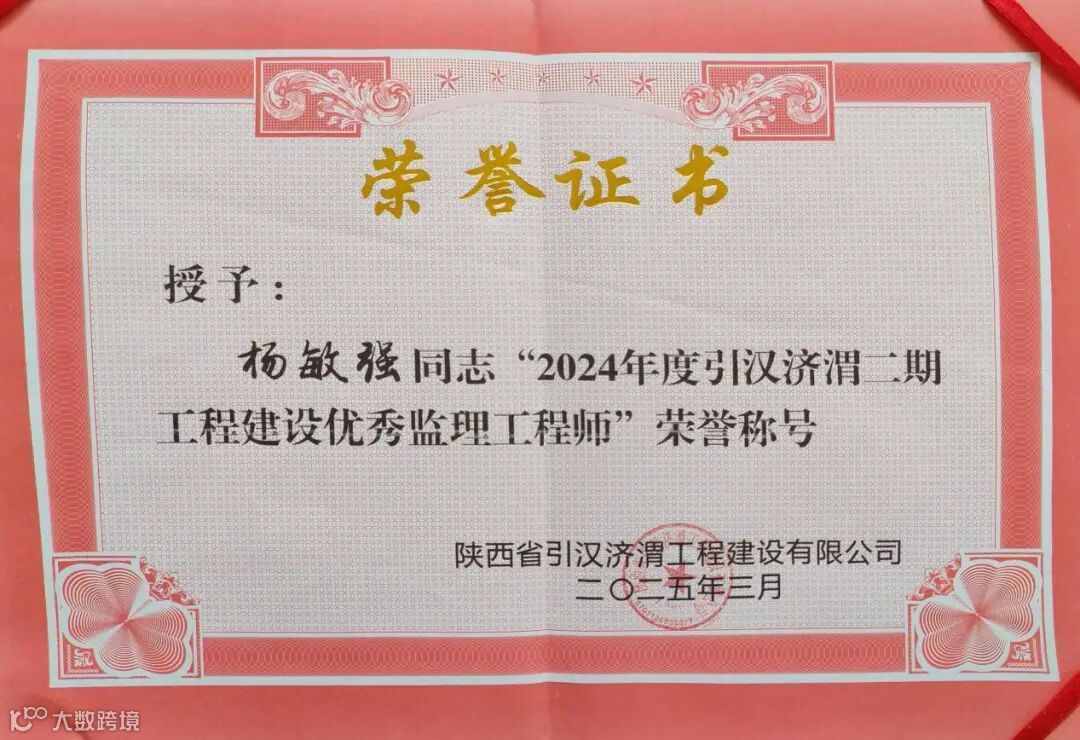 荣誉证书
授予：
杨敏强同志“2024年度引汉济渭二期
工程建设优秀监理工程师”荣誉称号
陕西省引汉济渭工程建设有限公司
二〇二五年三月
大数跨境